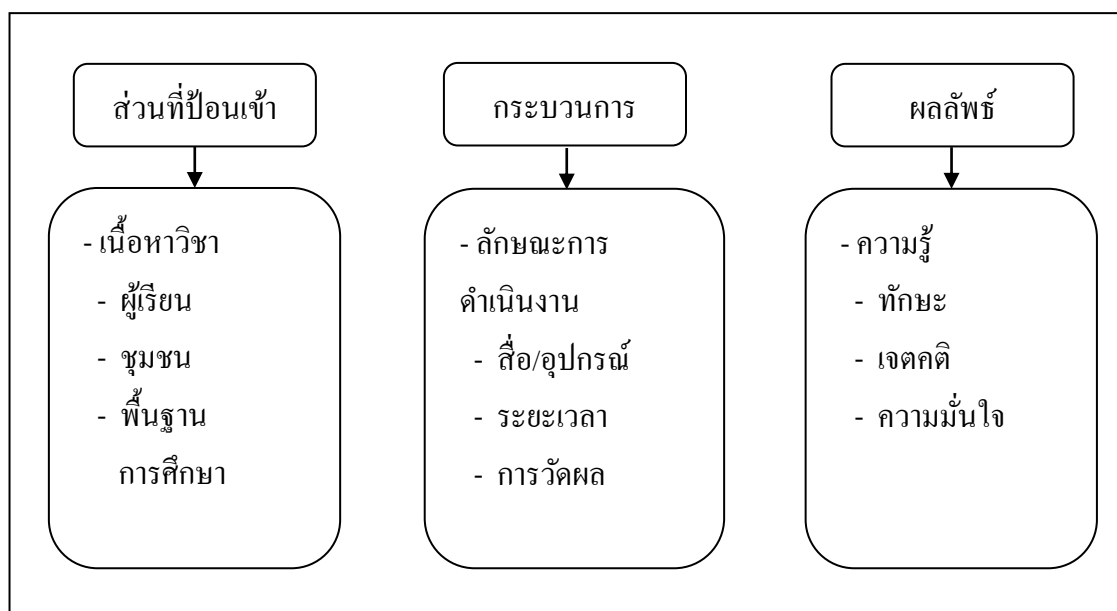 ส่วนที่ป้อนเข้า
- เนื้อหาวิชา
- ผู้เรียน
- ชุมชน
- พื้นฐาน
การศึกษา
กระบวนการ
- ลักษณะการ
ดำเนินงาน
- สื่อ/อุปกรณ์
- ระยะเวลา
- การวัดผล
ผลลัพธ์
- ความรู้
- ทักษะ
- เจตคติ
- ความมั่นใจ